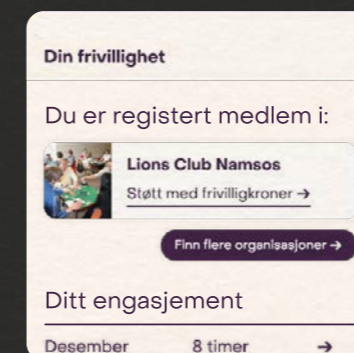 Din frivillighet
Du er registert medlem i:
Lions Club Namsos
Støtt med frivilligkroner →
Finn flere organisasjoner →
Ditt engasjement
Desember 8 timer →